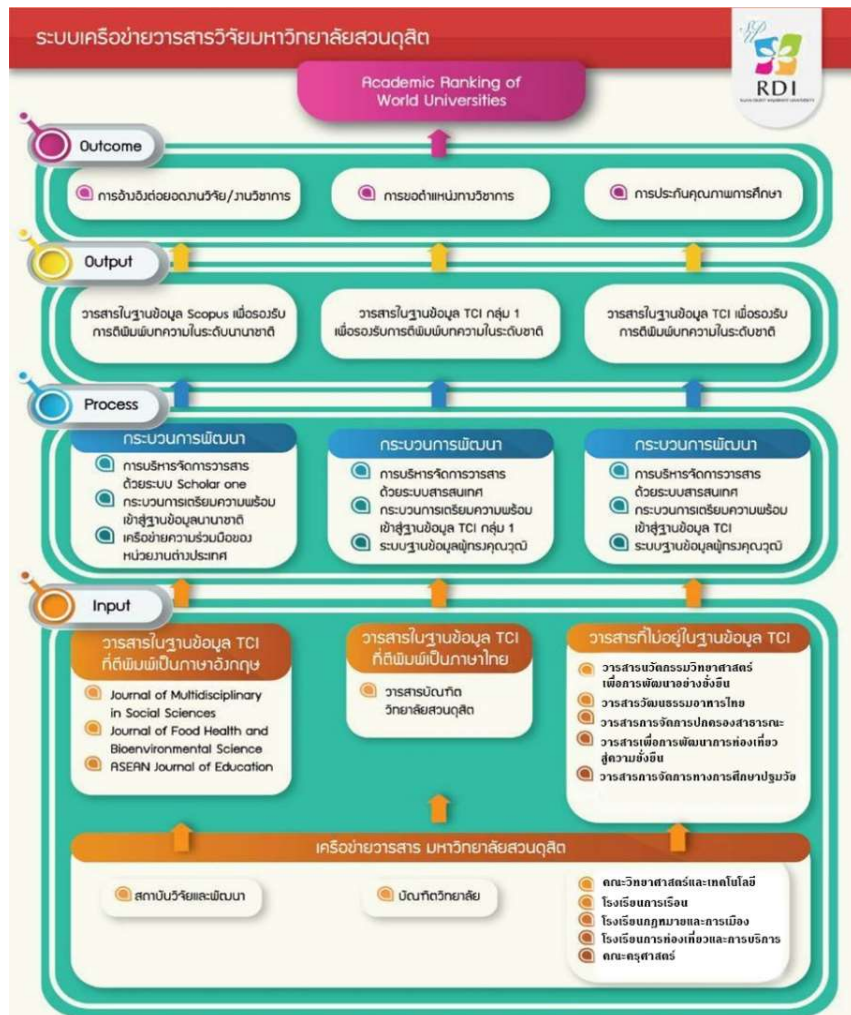 ระบบเครือข่ายวารสารวิจัยมหาวิทยาลัยสวนดุสิต
RDI
Academic Ranking of
World Universities
Outcome
การอ้างอิงต่อยอดงานวิจัย/งานวิชาการ
การขอตำแหน่งทางวิชาการ
การประกันคุณภาพการศึกษา
Output
วารสารในฐานข้อมูล Scopus เพื่อรองรับ
การตีพิมพ์บทความในระดับนานาชาติ
วารสารในฐานข้อมูล TCI กลุ่ม 1
เพื่อรองรับการตีพิมพ์บทความในระดับชาติ
วารสารในฐานข้อมูล TCI เพื่อรองรับ
การตีพิมพ์บทความในระดับชาติ
Process
กระบวนการพัฒนา
การบริหารจัดการวารสาร
ด้วยระบบ Scholar one
กระบวนการเตรียมความพร้อม
เข้าสู่ฐานข้อมูลนานาชาติ
เครือข่ายความร่วมมือของ
หน่วยงานต่างประเทศ
กระบวนการพัฒนา
การบริหารจัดการวารสาร
ด้วยระบบสารสนเทศ
กระบวนการเตรียมความพร้อม
เข้าสู่ฐานข้อมูล TCI กลุ่ม 1
ระบบฐานข้อมูลผู้ทรงคุณวุฒิ
กระบวนการพัฒนา
การบริหารจัดการวารสาร
ด้วยระบบสารสนเทศ
กระบวนการเตรียมความพร้อม
เข้าสู่ฐานข้อมูล TCI
ระบบฐานข้อมูลผู้ทรงคุณวุฒิ
Input
วารสารในฐานข้อมูล TCI
ที่ตีพิมพ์เป็นภาษาอังกฤษ
Journal of Multidisciplinary
in Social Sciences
Journal of Food Health and
Bioenvironmental Science
ASEAN Journal of Education
วารสารในฐานข้อมูล TCI
ที่ตีพิมพ์เป็นภาษาไทย
วารสารบัณฑิต
วิทยาลัยสวนดุสิต
วารสารที่ไม่อยู่ในฐานข้อมูล TCI
วารสารนวัตกรรมวิทยาศาสตร์
เพื่อการพัฒนาอย่างยั่งยืน
วารสารวัฒนธรรมอาหารไทย
วารสารการจัดการปกครองสาธารณะ
วารสารเพื่อการพัฒนาการท่องเที่ยว
สู่ความยั่งยืน
วารสารการจัดการทางการศึกษาปฐมวัย
เครือข่ายวารสาร มหาวิทยาลัยสวนดุสิต
สถาบันวิจัยและพัฒนา
บัณฑิตวิทยาลัย
คณะวิทยาศาสตร์และเทคโนโลยี
โรงเรียนการเรือน
โรงเรียนกฎหมายและการเมือง
โรงเรียนการท่องเที่ยวและการบริการ
คณะครุศาสตร์